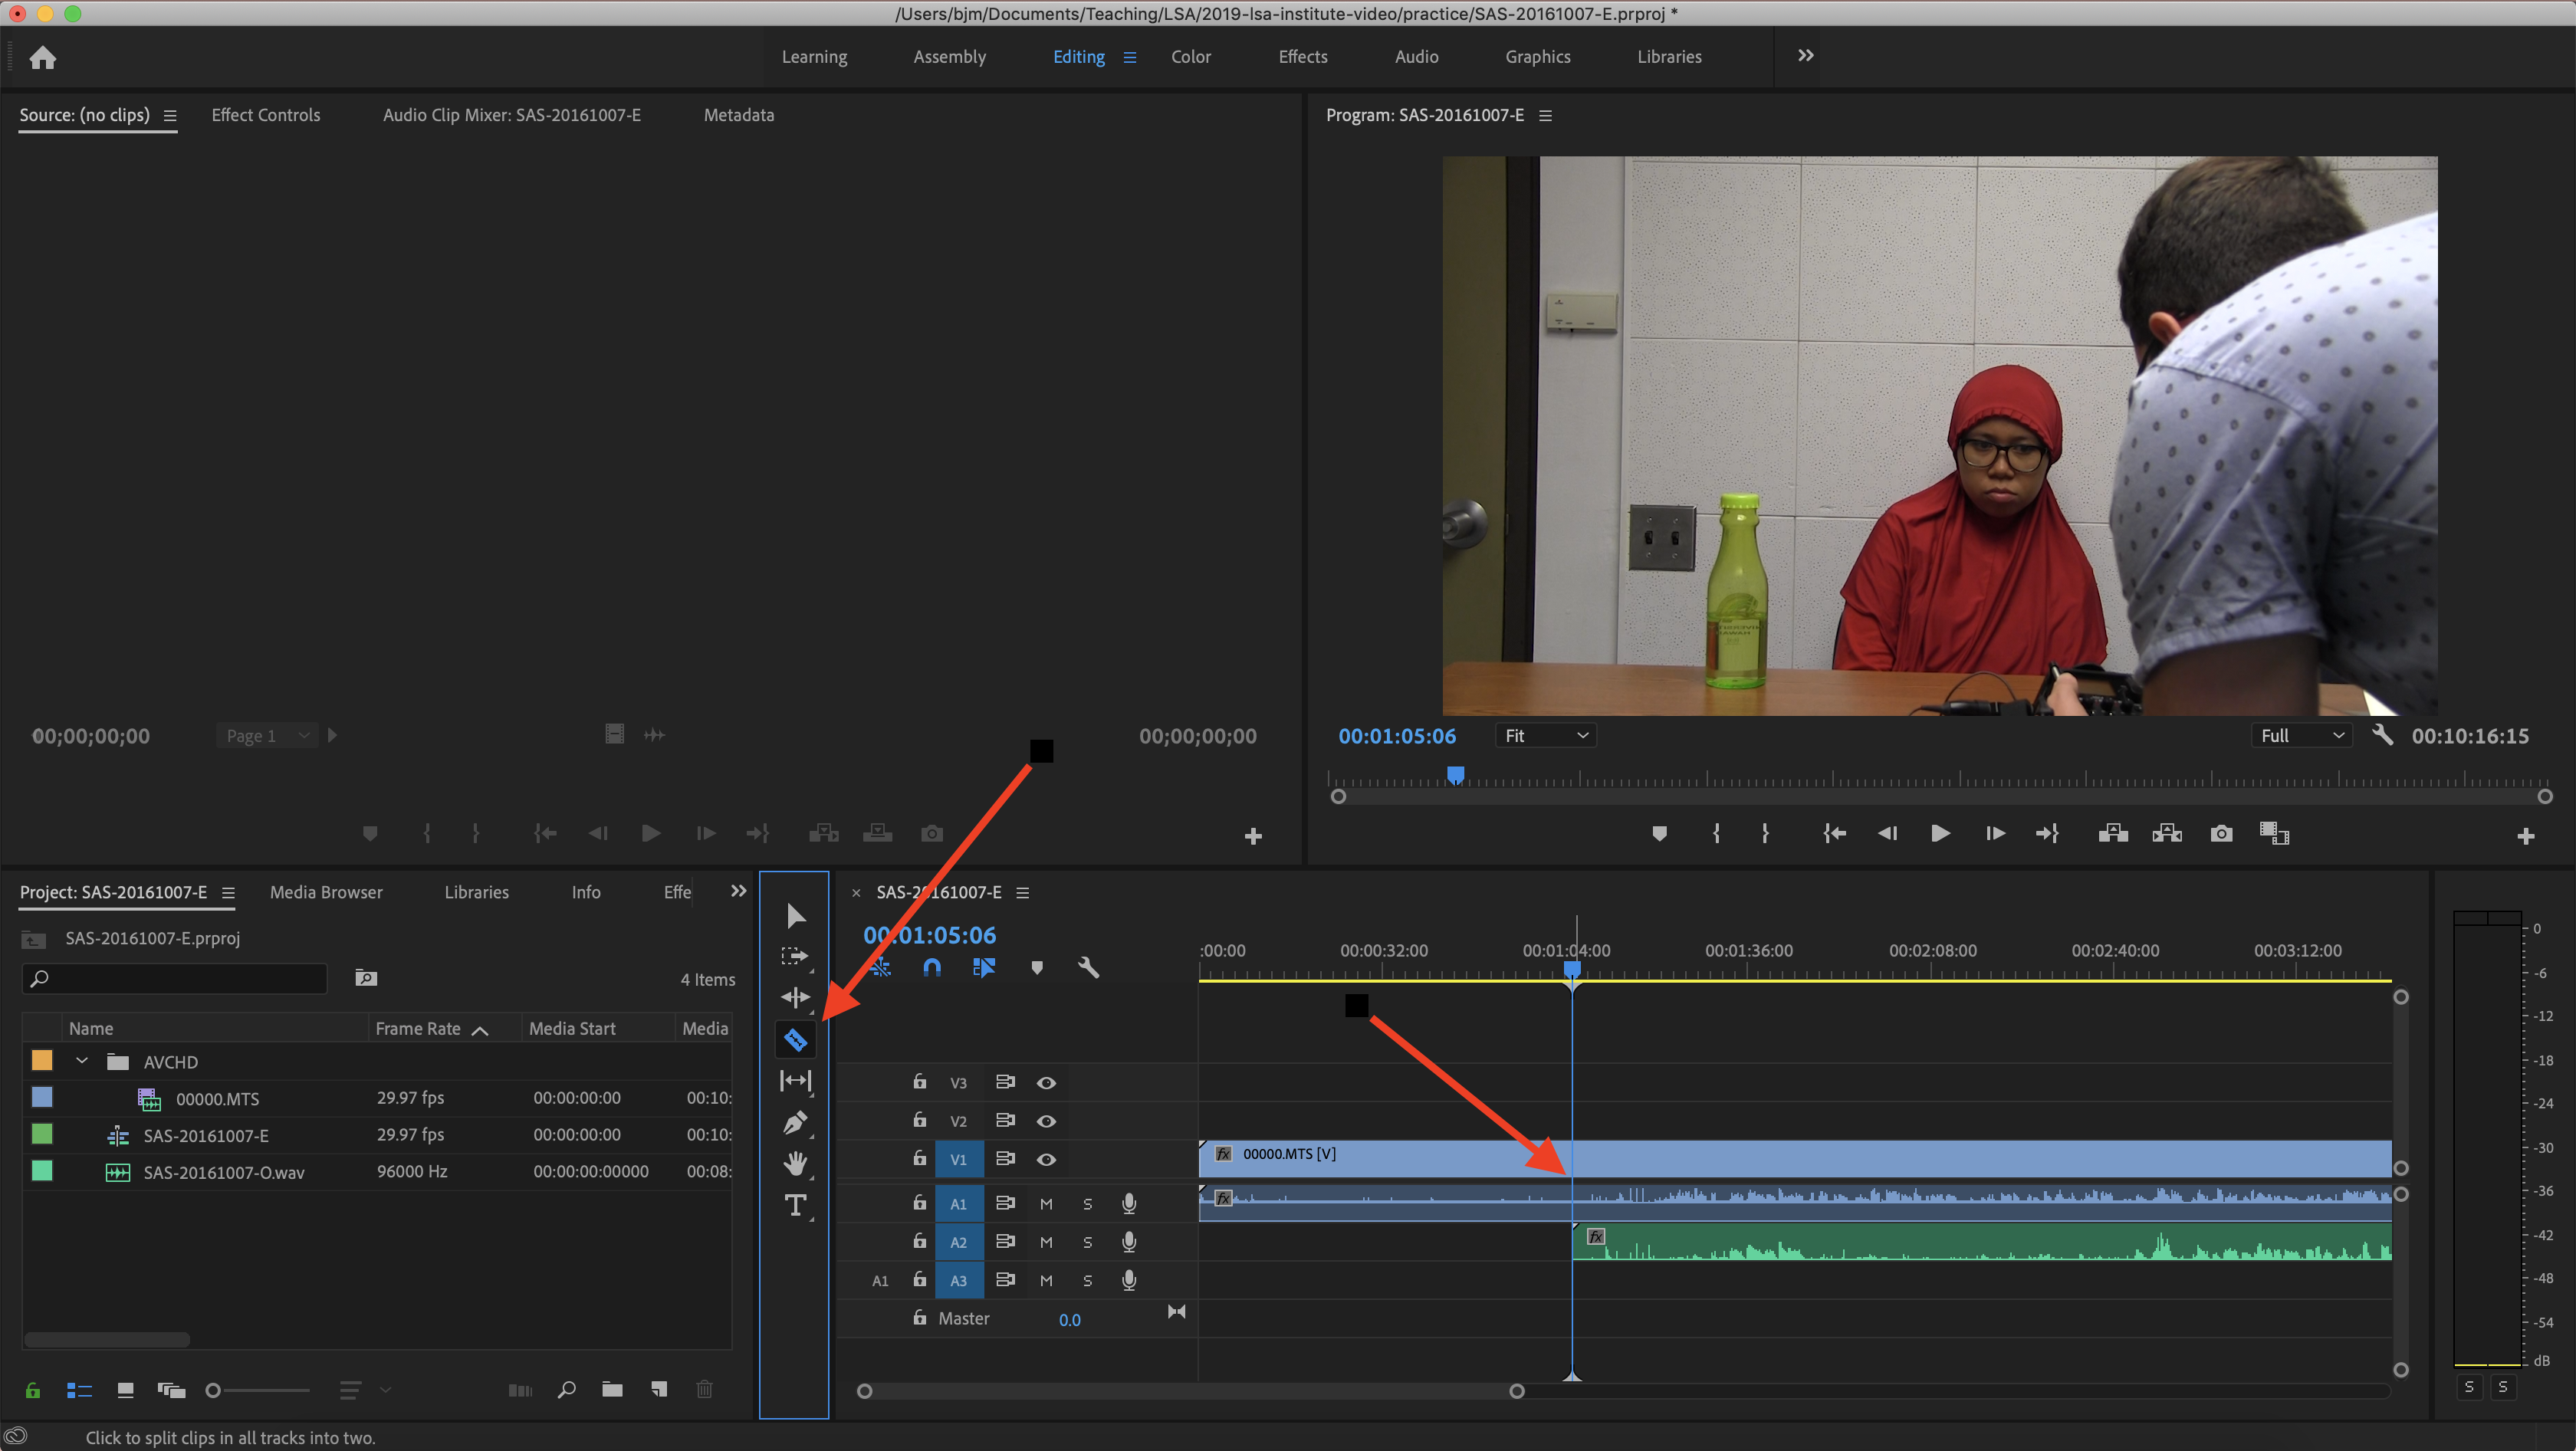 /Users/bjm/Documents/Teaching/LSA/2019-lsa-institute-video/practice/SAS-20161007-E.prproj *
Learning Assembly Editing Color Effects Audio Graphics Libraries
Source: (no clips) Effect Controls Audio Clip Mixer: SAS-20161007-E Metadata
Program: SAS-20161007-E
00;00;00;00 Page 1 00;00;00;00
00:01:05:06 Fit Full 00:10:16:15
Project: SAS-20161007-E Media Browser Libraries Info Effe
SAS-20161007-E.prproj
4 Items
Name Frame Rate Media Start Media
AVCHD
00000.MTS 29.97 fps 00:00:00:00 00:10:
SAS-20161007-E 29.97 fps 00:00:00:00 00:10:
SAS-20161007-O.wav 96000 Hz 00:00:00:00000 00:08:
T
SAS-20161007-E
00:01:05:06
:00:00 00:00:32:00 00:01:04:00 00:01:36:00 00:02:08:00 00:02:40:00 00:03:12:00
V3
V2
V1 fx 00000.MTS [V]
A1 M S fx
A2 M S fx
A1 A3 M S
Master 0.0
0
-6
-12
-18
-24
-30
-36
-42
-48
-54
dB
S S
Click to split clips in all tracks into two.